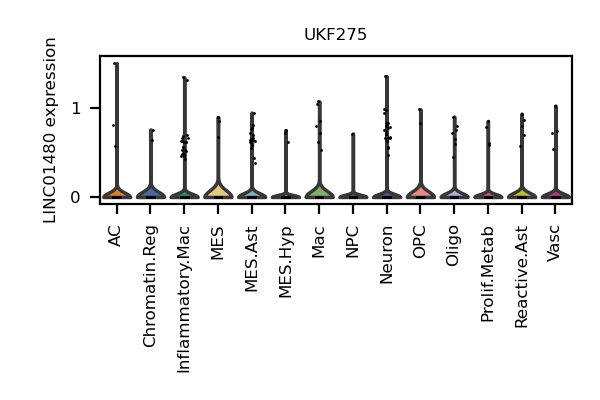 UKF275
LINC01480 expression
1
0
AC
Chromatin.Reg
Inflammatory.Mac
MES
MES.Ast
MES.Hyp
Mac
NPC
Neuron
OPC
Oligo
Prolif.Metab
Reactive.Ast
Vasc